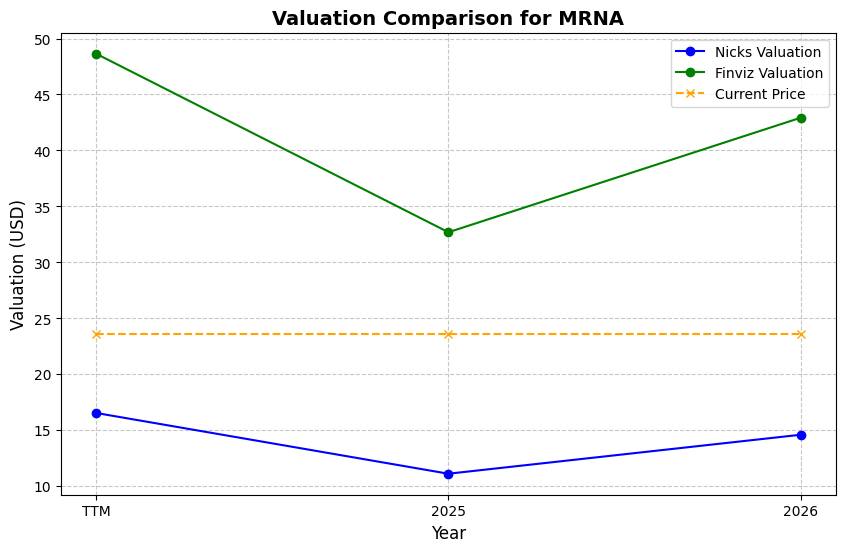 Valuation Comparison for MRNA
Nicks Valuation
Finviz Valuation
Current Price
Valuation (USD)
50
45
40
35
30
25
20
15
10
TTM
2025
2026
Year